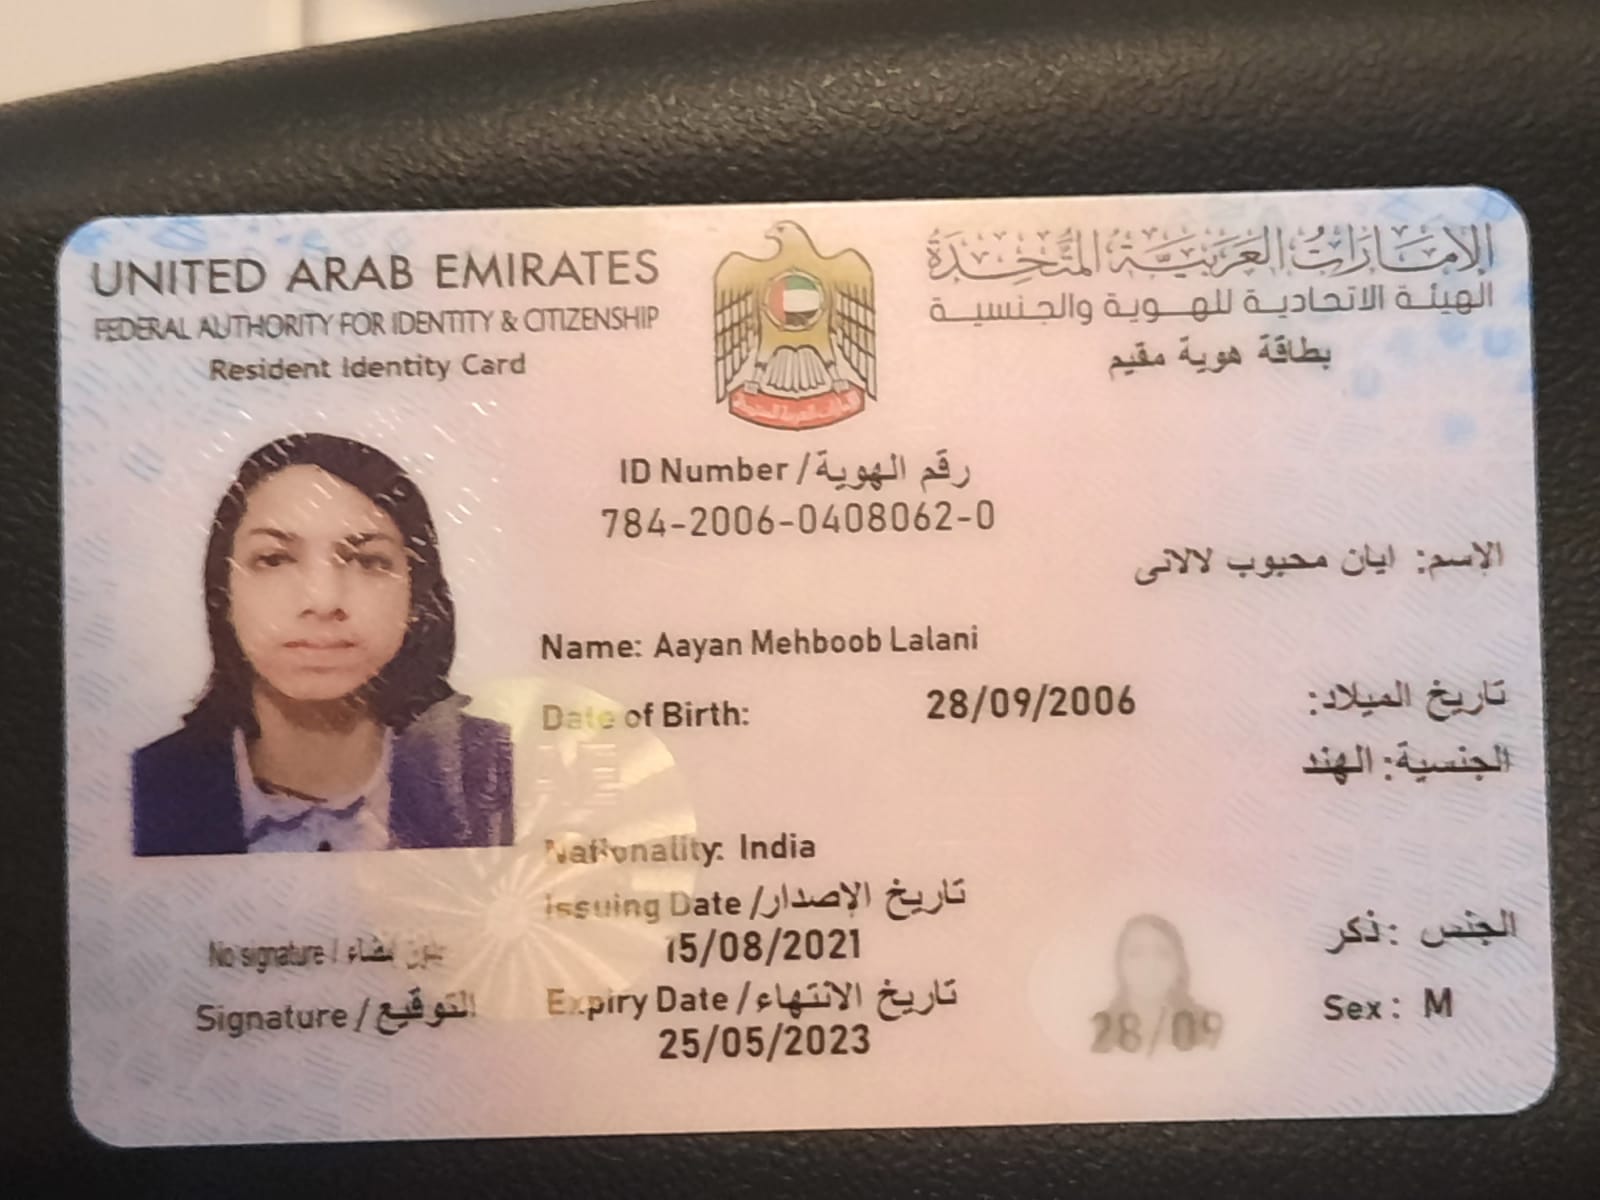 UNITED ARAB EMIRATES
الإمارات العربية المتحدة
FEDERAL AUTHORITY FOR IDENTITY & CITIZENSHIP
الهيئة الاتحادية للهوية والجنسية
Resident Identity Card
بطاقة هوية مقيم
ID Number / رقم الهوية
784-2006-0408062-0
الإسم: ايان محبوب لالانى
Name: Aayan Mehboob Lalani
Date of Birth: 28/09/2006 تاريخ الميلاد:
الجنسية: الهند
Nationality: India
Issuing Date / تاريخ الإصدار
15/08/2021
الجنس: ذكر
No signature / بدون إمضاء
Signature / التوقيع
Expiry Date / تاريخ الانتهاء
25/05/2023
28/09
Sex: M